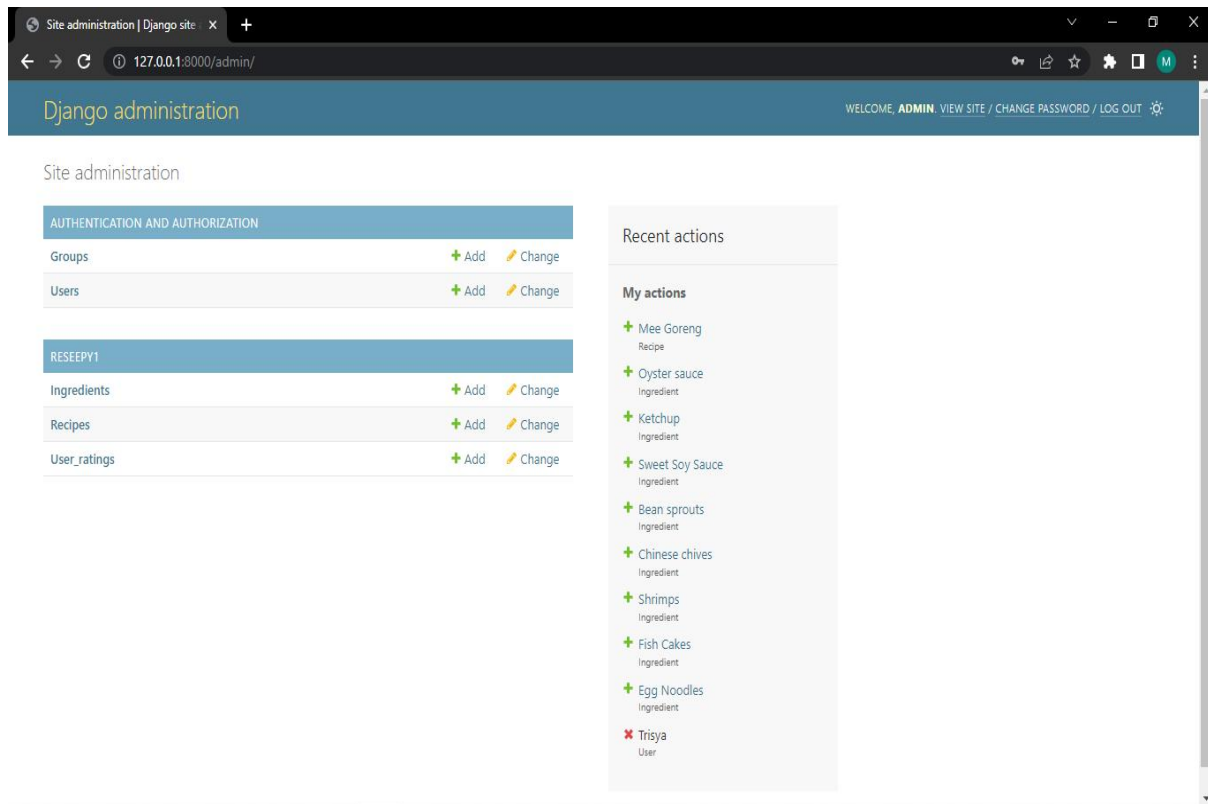 Site administration | Django site
127.0.0.1:8000/admin/
M
Django administration
WELCOME, ADMIN. VIEW SITE / CHANGE PASSWORD / LOG OUT
Site administration
AUTHENTICATION AND AUTHORIZATION
Groups Add Change
Users Add Change
RESEEPY1
Ingredients Add Change
Recipes Add Change
User_ratings Add Change
Recent actions
My actions
Mee Goreng
Recipe
Oyster sauce
Ingredient
Ketchup
Ingredient
Sweet Soy Sauce
Ingredient
Bean sprouts
Ingredient
Chinese chives
Ingredient
Shrimps
Ingredient
Fish Cakes
Ingredient
Egg Noodles
Ingredient
Trisya
User